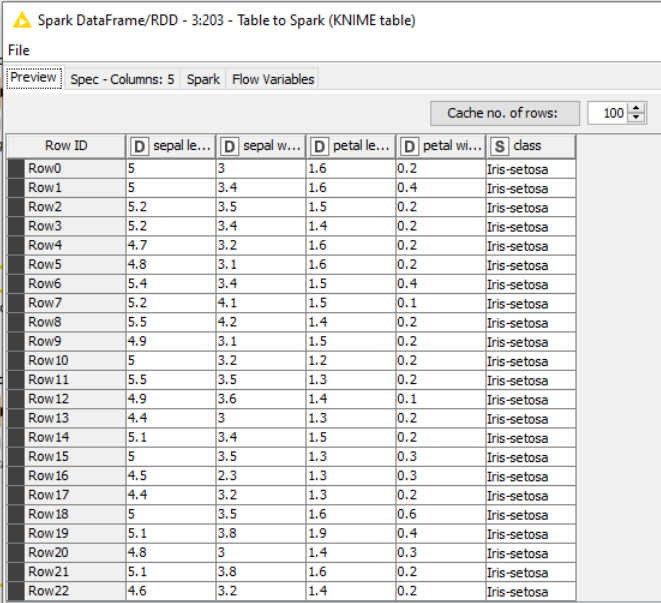 Spark DataFrame/RDD - 3:203 - Table to Spark (KNIME table)
File
Preview Spec - Columns: 5 Spark Flow Variables
Cache no. of rows: 100
Row ID D sepal le... D sepal w... D petal le... D petal wi... S class
Row0 5 3 1.6 0.2 Iris-setosa
Row1 5 3.4 1.6 0.4 Iris-setosa
Row2 5.2 3.5 1.5 0.2 Iris-setosa
Row3 5.2 3.4 1.4 0.2 Iris-setosa
Row4 4.7 3.2 1.6 0.2 Iris-setosa
Row5 4.8 3.1 1.6 0.2 Iris-setosa
Row6 5.4 3.4 1.5 0.4 Iris-setosa
Row7 5.2 4.1 1.5 0.1 Iris-setosa
Row8 5.5 4.2 1.4 0.2 Iris-setosa
Row9 4.9 3.1 1.5 0.2 Iris-setosa
Row10 5 3.2 1.2 0.2 Iris-setosa
Row11 5.5 3.5 1.3 0.2 Iris-setosa
Row12 4.9 3.6 1.4 0.1 Iris-setosa
Row13 4.4 3 1.3 0.2 Iris-setosa
Row14 5.1 3.4 1.5 0.2 Iris-setosa
Row15 5 3.5 1.3 0.3 Iris-setosa
Row16 4.5 2.3 1.3 0.3 Iris-setosa
Row17 4.4 3.2 1.3 0.2 Iris-setosa
Row18 5 3.5 1.6 0.6 Iris-setosa
Row19 5.1 3.8 1.9 0.4 Iris-setosa
Row20 4.8 3 1.4 0.3 Iris-setosa
Row21 5.1 3.8 1.6 0.2 Iris-setosa
Row22 4.6 3.2 1.4 0.2 Iris-setosa